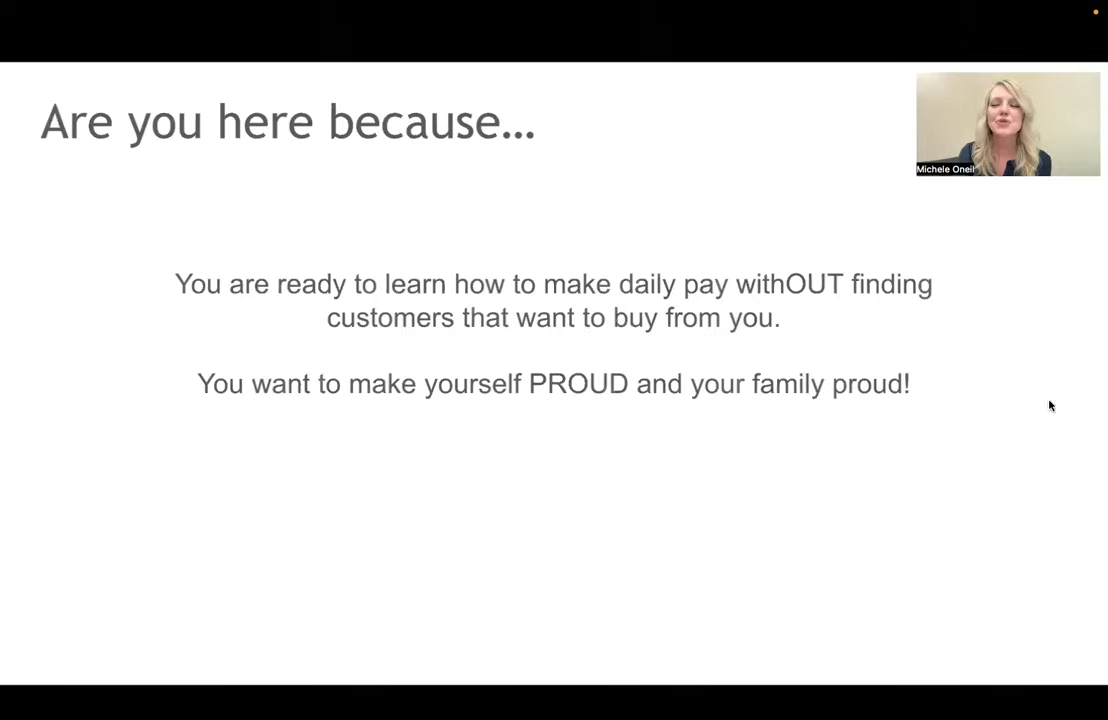 Are you here because...
Michele Oneil
You are ready to learn how to make daily pay withOUT finding
customers that want to buy from you.
You want to make yourself PROUD and your family proud!